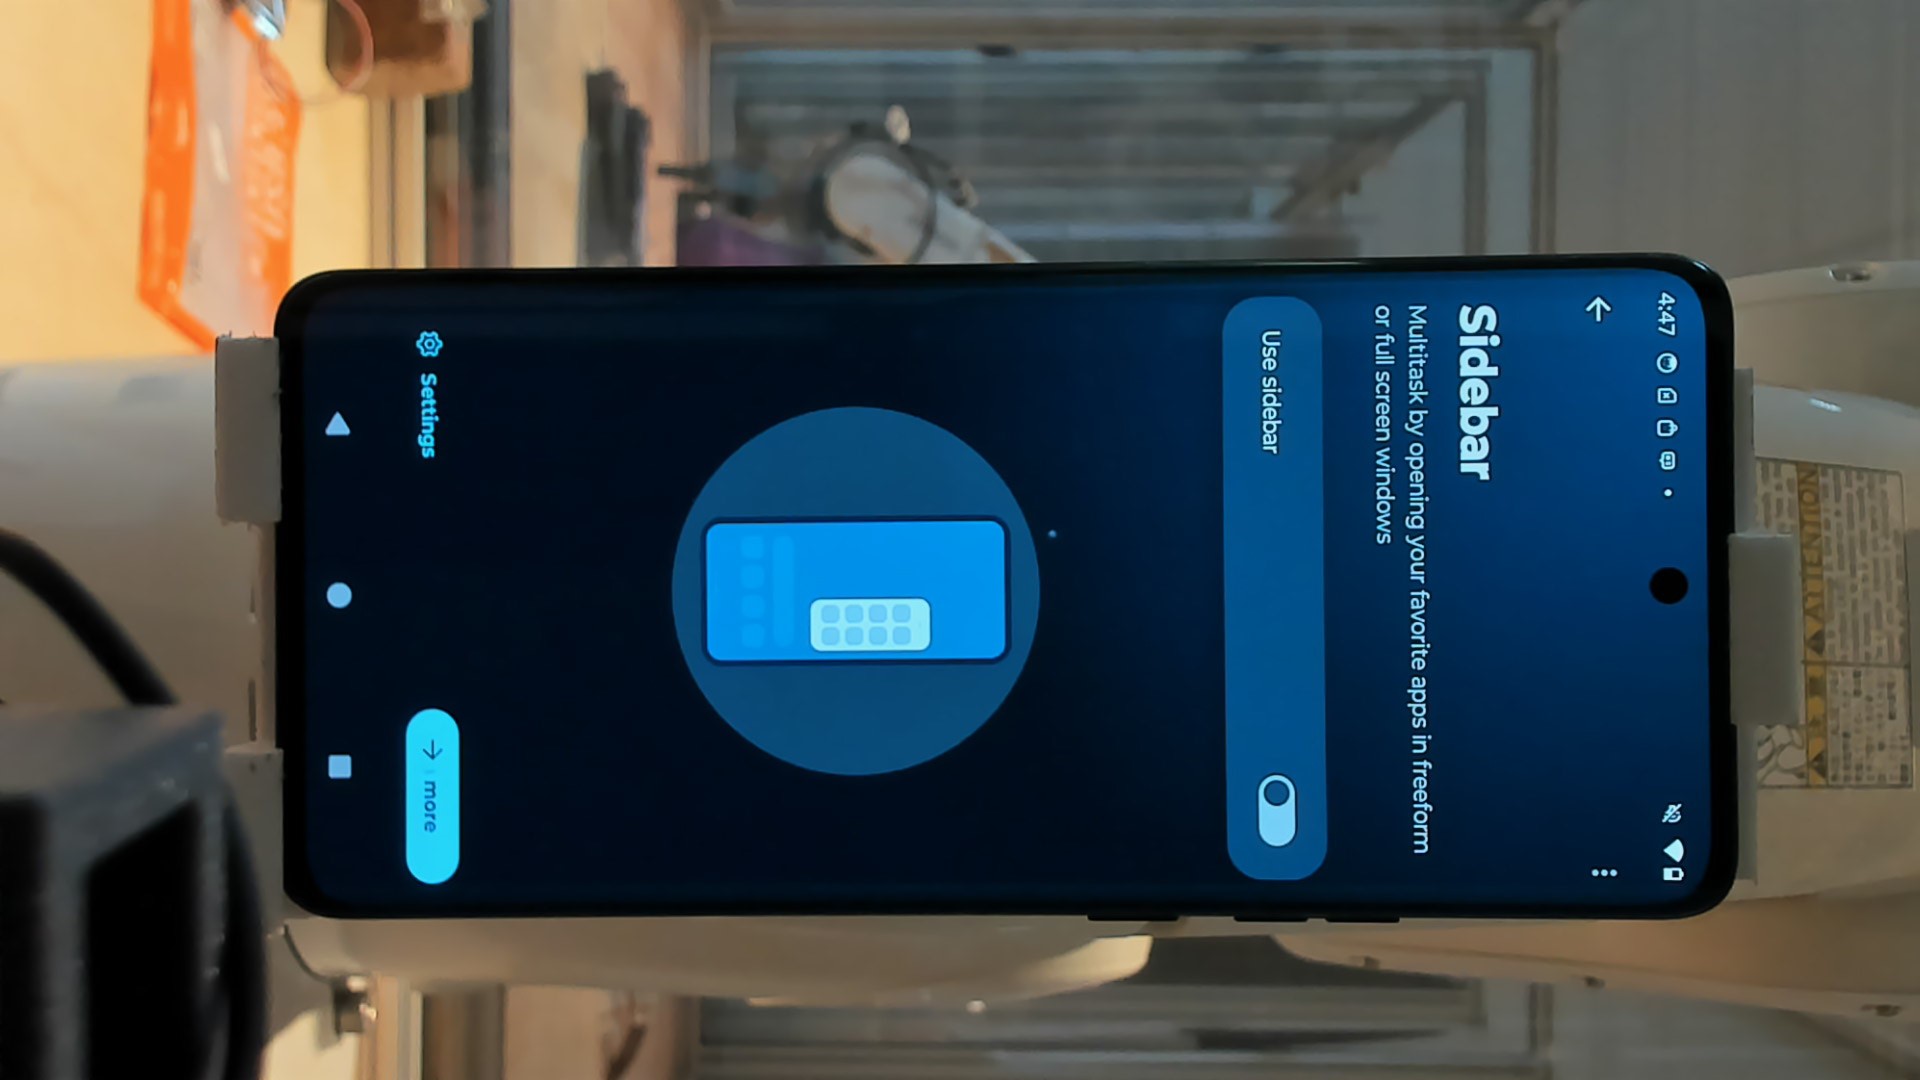 4:47
Sidebar
Multitask by opening your favorite apps in freeform
or full screen windows
Use sidebar
Settings
more
ATTENTION